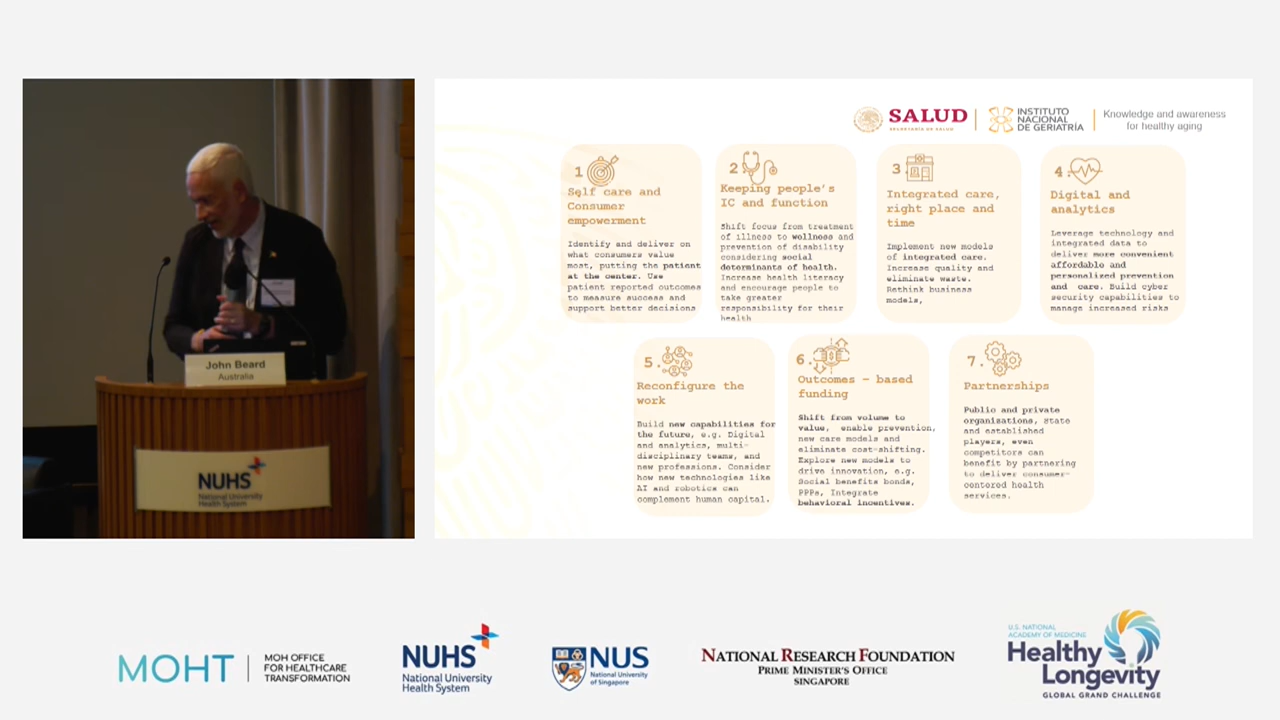 SALUD
SECRETARÍA DE SALUD
INSTITUTO
NACIONAL
DE GERIATRÍA
Knowledge and awareness
for healthy aging
1
Self care and
Consumer
empowerment
Identify and deliver on
what consumers value
most, putting the patient
at the center. Use
patient reported outcomes
to measure success and
support better decisions
2
Keeping people's
IC and function
Shift focus from treatment
of illness to wellness and
prevention of disability
considering social
determinants of health.
Increase health literacy
and encourage people to
take greater
responsibility for their
health
3
Integrated care,
right place and
time
Implement new models
of integrated care.
Increase quality and
eliminate waste.
Rethink business
models,
4.
Digital and
analytics
Leverage technology and
integrated data to
deliver more convenient
affordable and
personalized prevention
and care. Build cyber
security capabilities to
manage increased risks
5.
Reconfigure the
work
Build new capabilities for
the future, e.g. Digital
and analytics, multi-
disciplinary teams, and
new professions. Consider
how new technologies like
AI and robotics can
complement human capital.
6.
Outcomes – based
funding
Shift from volume to
value, enable prevention,
new care models and
eliminate cost-shifting.
Explore new models to
drive innovation, e.g.
Social benefits bonds,
PPPs, Integrate
behavioral incentives.
7.
Partnerships
Public and private
organizations, State
and established
players, even
competitors can
benefit by partnering
to deliver consumer-
centered health
services.
John Beard
Australia
NUHS
National University
Health System
MOHT
MOH OFFICE
FOR HEALTHCARE
TRANSFORMATION
NUHS
National University
Health System
NUS
National University
of Singapore
NATIONAL RESEARCH FOUNDATION
PRIME MINISTER'S OFFICE
SINGAPORE
U.S. NATIONAL
ACADEMY OF MEDICINE
Healthy
Longevity
GLOBAL GRAND CHALLENGE